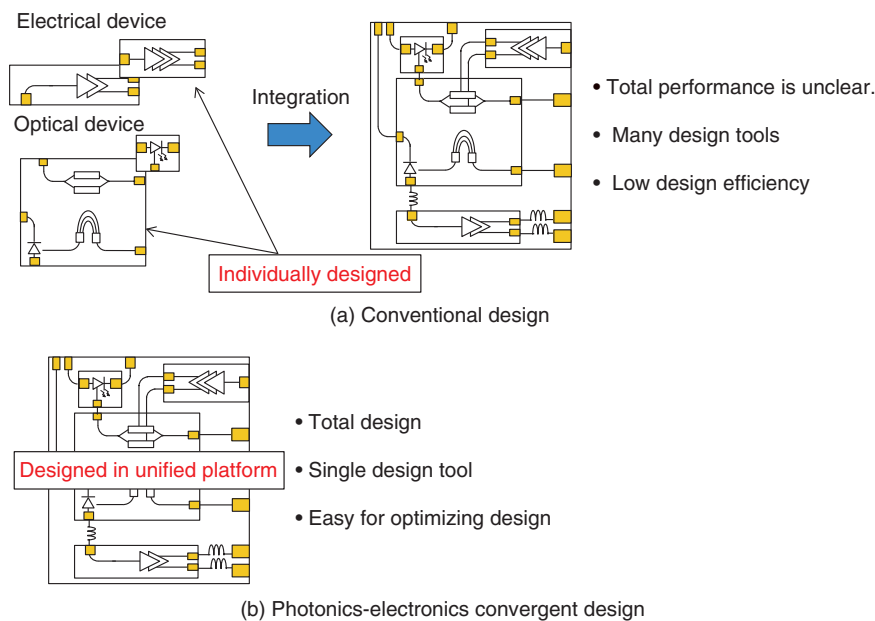 Electrical device
Optical device
Integration
Individually designed
• Total performance is unclear.
• Many design tools
• Low design efficiency
(a) Conventional design
Designed in unified platform
• Total design
• Single design tool
• Easy for optimizing design
(b) Photonics-electronics convergent design